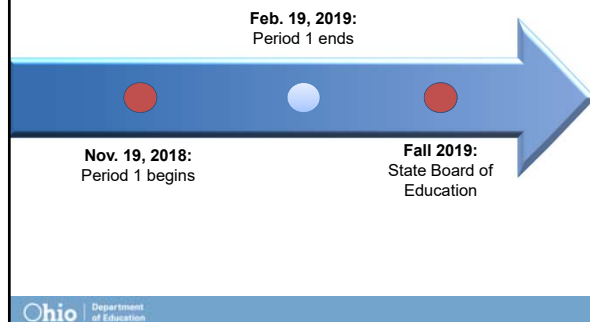 Feb. 19, 2019:
Period 1 ends
Nov. 19, 2018:
Period 1 begins
Fall 2019:
State Board of
Education
Ohio | Department
of Education